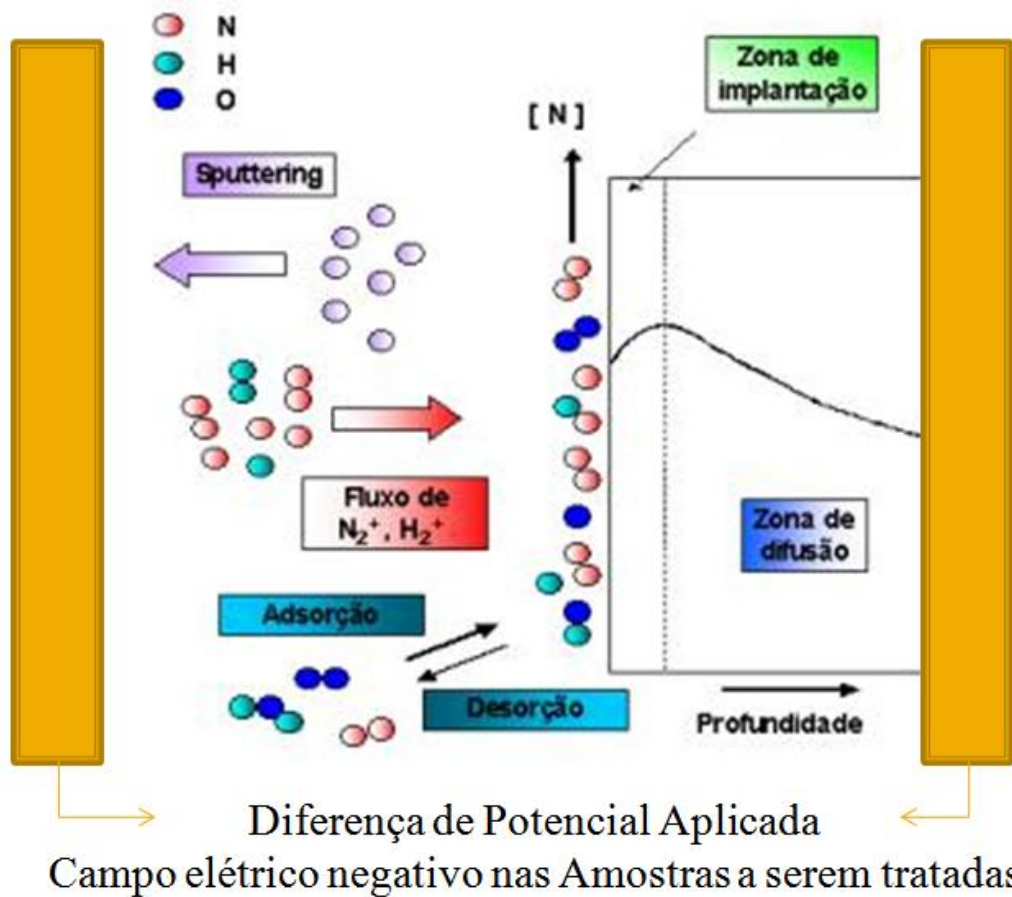 N
H
O
Zona de
implantação
[ N ]
Sputtering
Fluxo de
N₂⁺, H₂⁺
Zona de
difusão
Adsorção
Desorção
Profundidade
Diferença de Potencial Aplicada
Campo elétrico negativo nas Amostras a serem tratadas